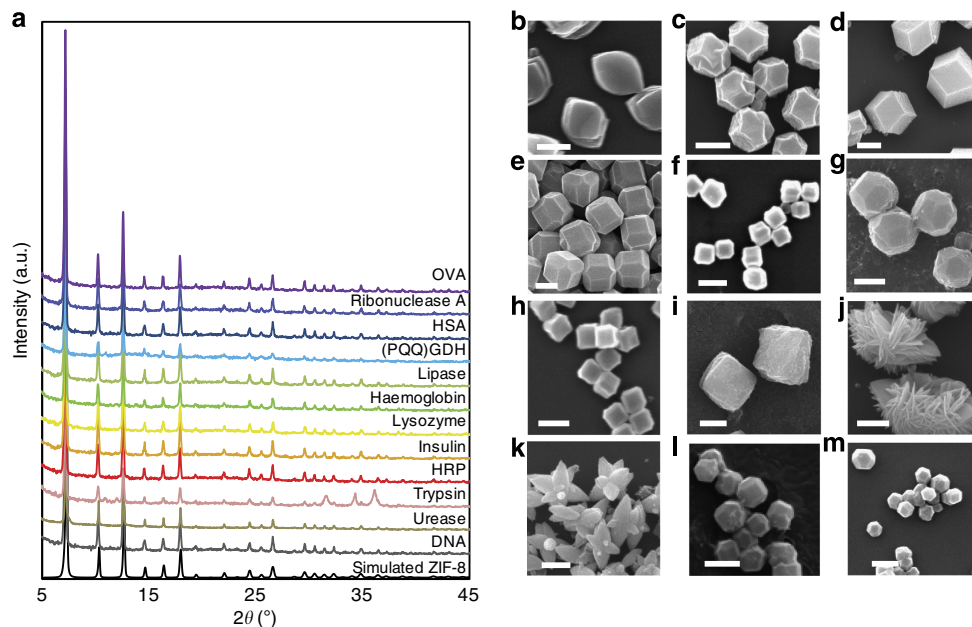 a
Intensity (a.u.)
OVA
Ribonuclease A
HSA
(PQQ)GDH
Lipase
Haemoglobin
Lysozyme
Insulin
HRP
Trypsin
Urease
DNA
Simulated ZIF-8
5 15 25 35 45
2θ (°)
b c d
e f g
h i j
k l m